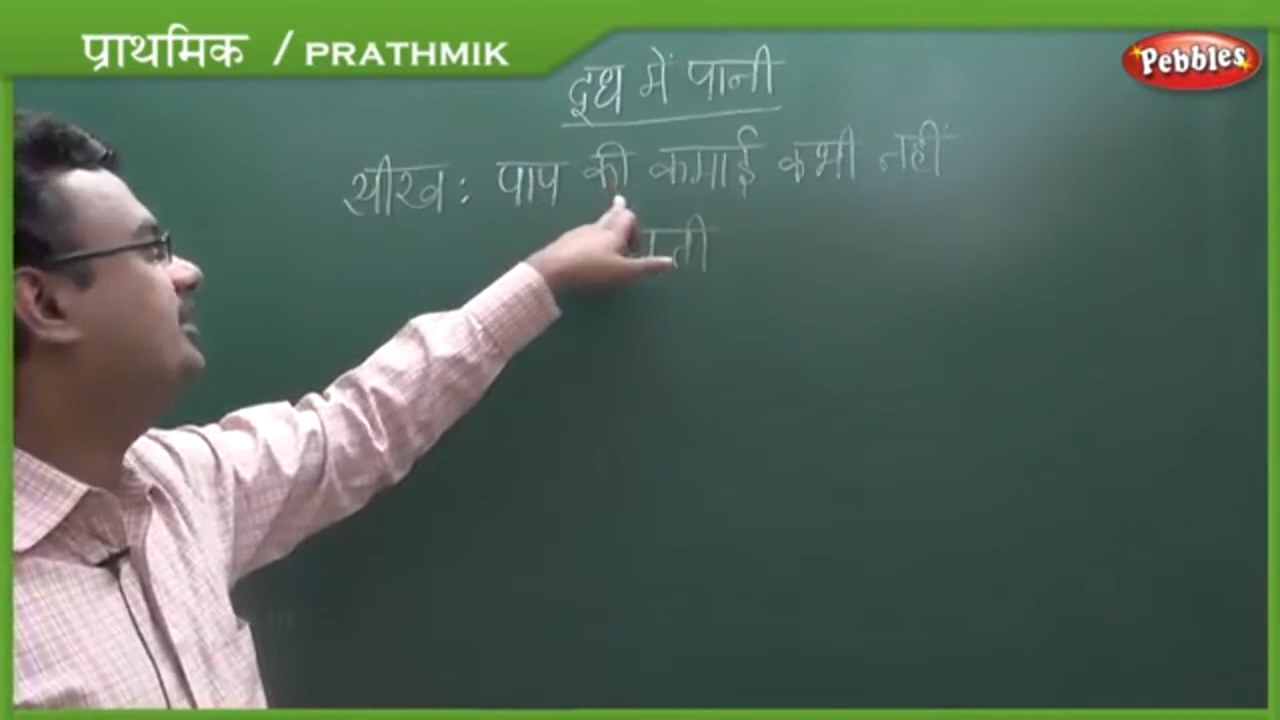 प्राथमिक / PRATHMIK
Pebbles
दूध में पानी
सीख : पाप की कमाई कभी नहीं